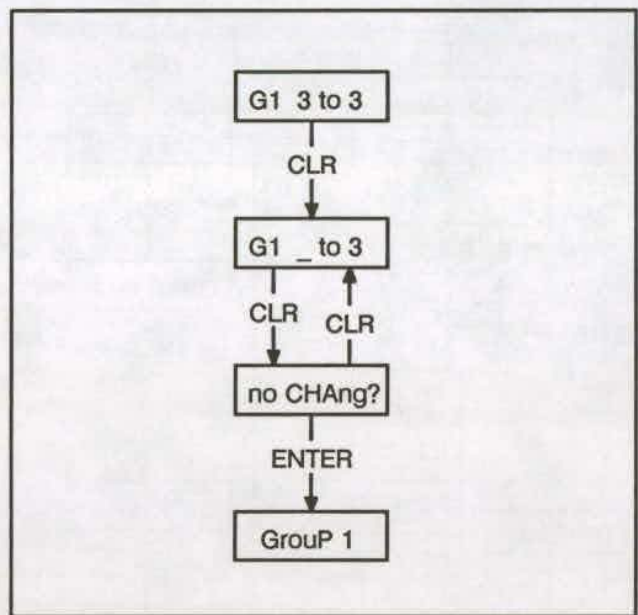 G1 3 to 3
CLR
G1 _ to 3
CLR CLR
no CHAng?
ENTER
GrouP 1